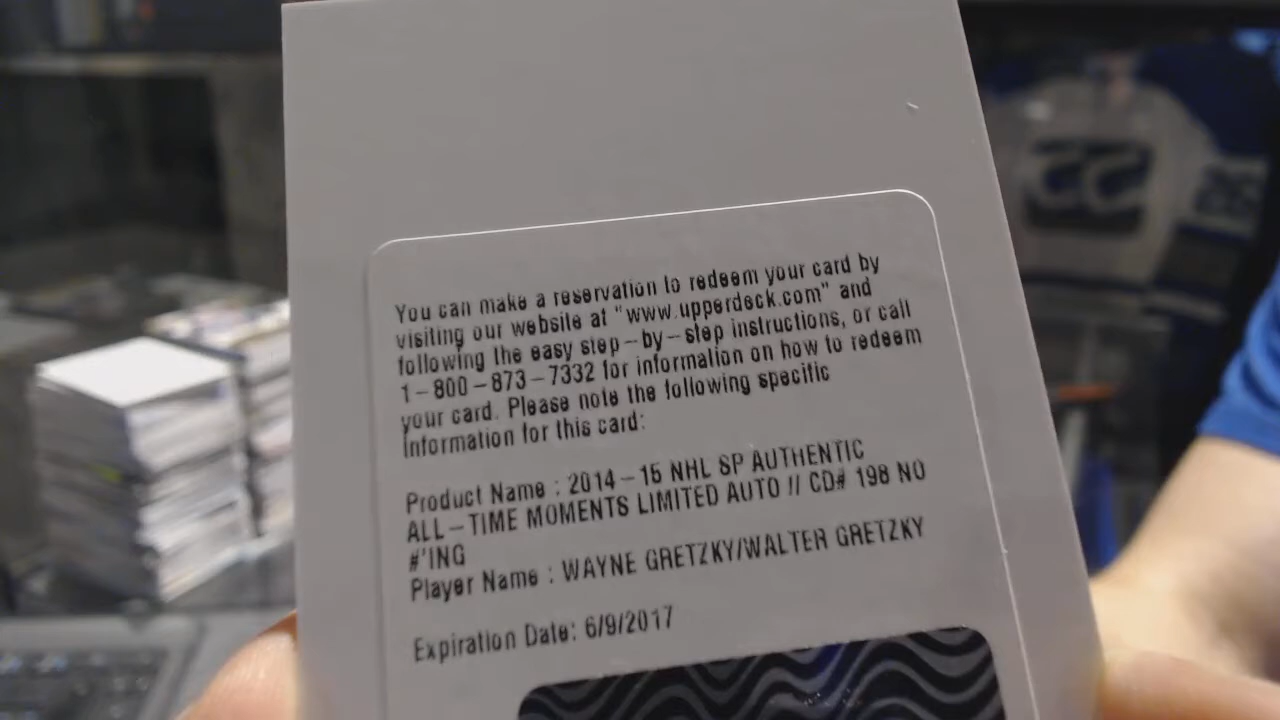 You can make a reservation to redeem your card by
visiting our website at "www.upperdeck.com" and
following the easy step-by-step instructions, or call
1-800-873-7332 for information on how to redeem
your card. Please note the following specific
information for this card:
Product Name : 2014-15 NHL SP AUTHENTIC
ALL-TIME MOMENTS LIMITED AUTO // CD# 198 NO
#'ING
Player Name : WAYNE GRETZKY/WALTER GRETZKY
Expiration Date: 6/9/2017